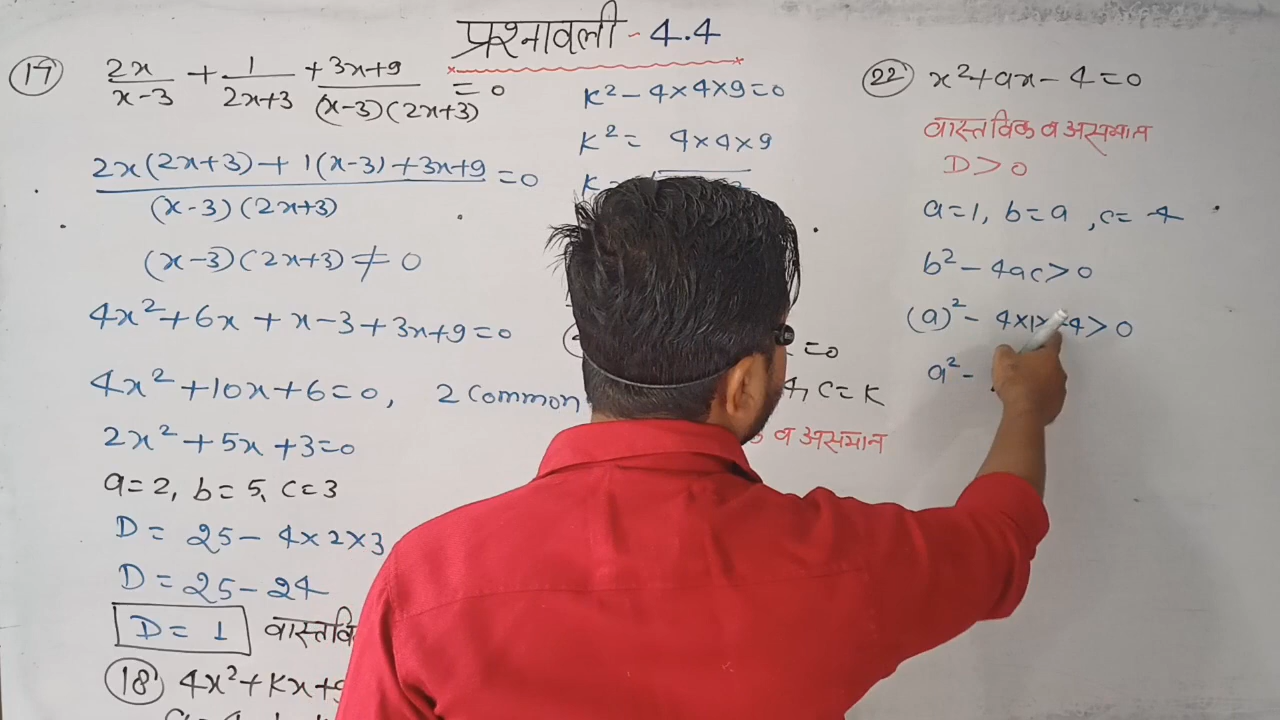 प्रश्नावली - 4.4
(17) 2x/(x-3) + 1/(2x+3) + 3x+9/((x-3)(2x+3)) = 0
2x(2x+3) + 1(x-3) + 3x+9 / (x-3)(2x+3) = 0
(x-3)(2x+3) ≠ 0
4x² + 6x + x - 3 + 3x + 9 = 0
4x² + 10x + 6 = 0, 2 common
2x² + 5x + 3 = 0
a=2, b=5, c=3
D = 25 - 4×2×3
D = 25 - 24
D = 1
(18) 4x² + Kx + 9
K² - 4×4×9 = 0
K² = 4×4×9
= 0
4, c = K
व असमान
(22) x² + ax - 4 = 0
वास्तविक व असमान
D > 0
a=1, b=a, c= -4
b² - 4ac > 0
(a)² - 4×1×-4 > 0
a² -